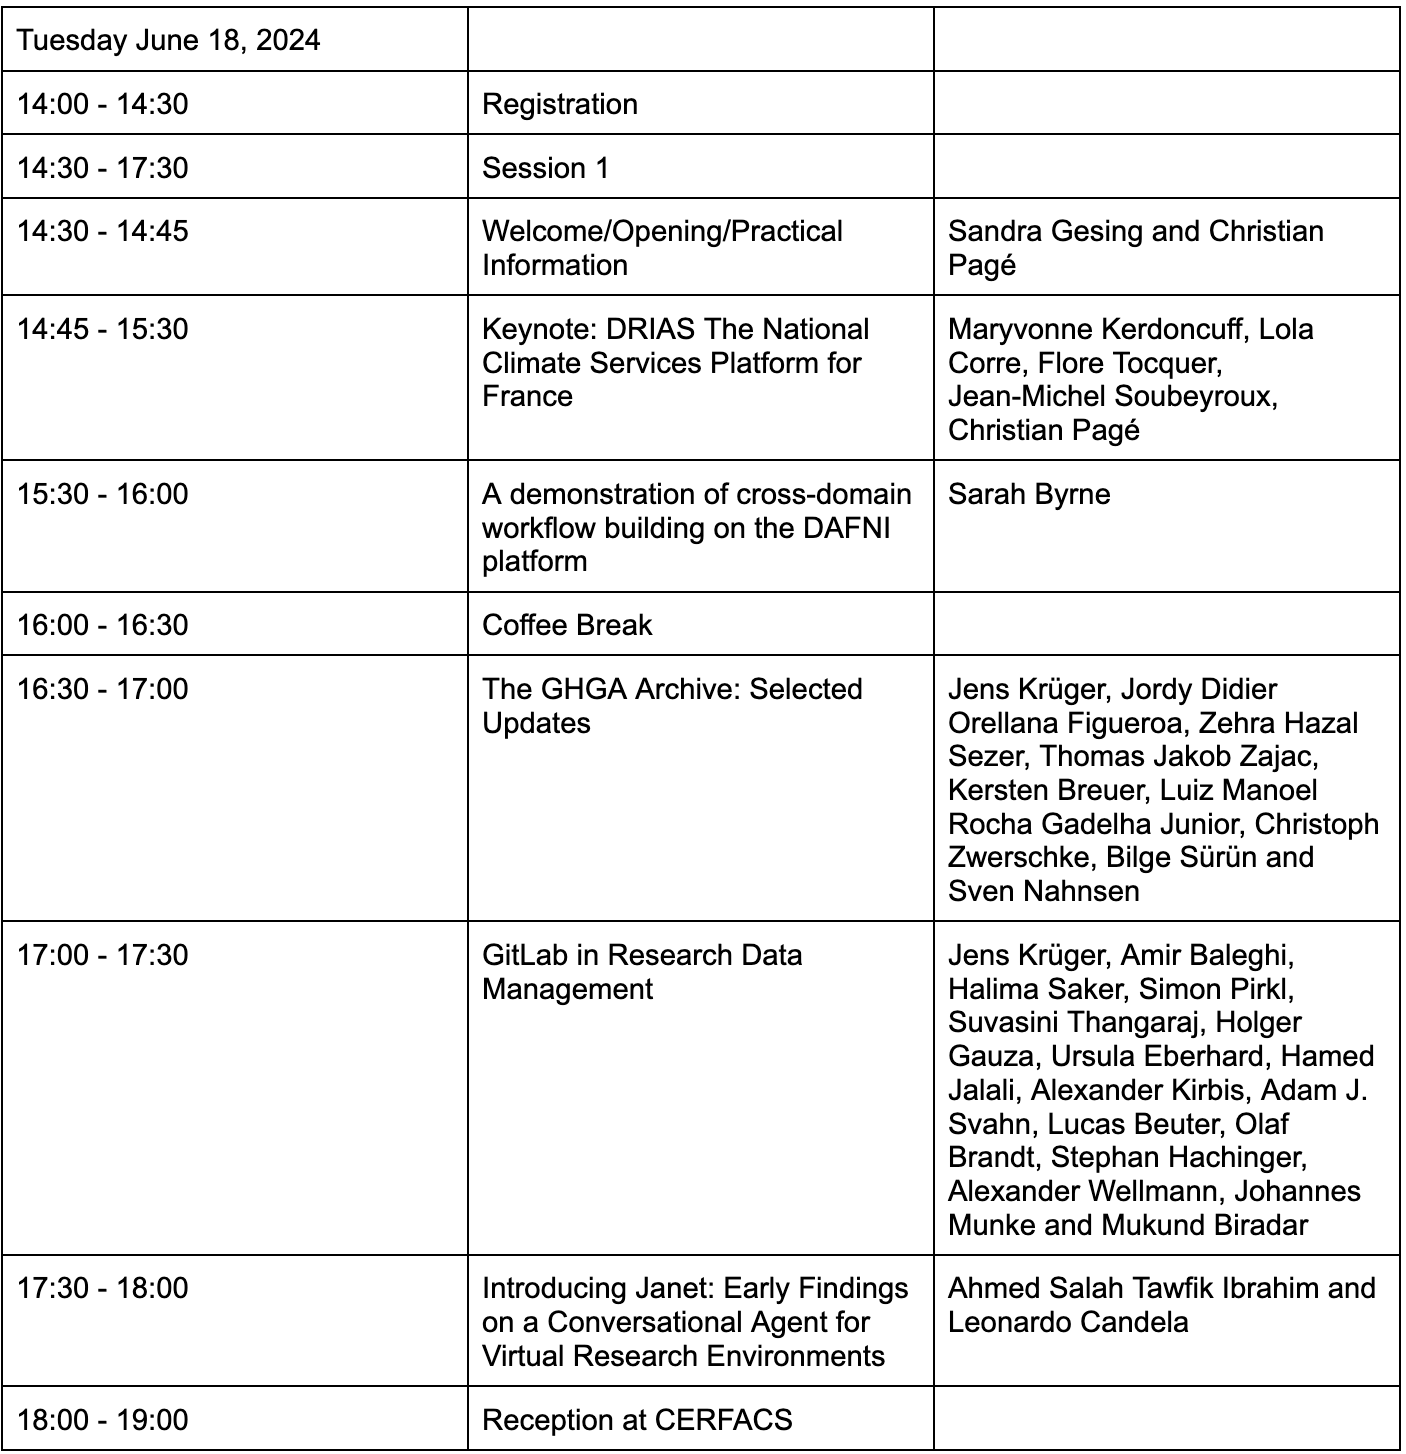 Tuesday June 18, 2024
14:00 - 14:30
Registration
14:30 - 17:30
Session 1
14:30 - 14:45
Welcome/Opening/Practical
Information
Sandra Gesing and Christian
Pagé
14:45 - 15:30
Keynote: DRIAS The National
Climate Services Platform for
France
Maryvonne Kerdoncuff, Lola
Corre, Flore Tocquer,
Jean-Michel Soubeyroux,
Christian Pagé
15:30 - 16:00
A demonstration of cross-domain
workflow building on the DAFNI
platform
Sarah Byrne
16:00 - 16:30
Coffee Break
16:30 - 17:00
The GHGA Archive: Selected
Updates
Jens Krüger, Jordy Didier
Orellana Figueroa, Zehra Hazal
Sezer, Thomas Jakob Zajac,
Kersten Breuer, Luiz Manoel
Rocha Gadelha Junior, Christoph
Zwerschke, Bilge Sürün and
Sven Nahnsen
17:00 - 17:30
GitLab in Research Data
Management
Jens Krüger, Amir Baleghi,
Halima Saker, Simon Pirkl,
Suvasini Thangaraj, Holger
Gauza, Ursula Eberhard, Hamed
Jalali, Alexander Kirbis, Adam J.
Svahn, Lucas Beuter, Olaf
Brandt, Stephan Hachinger,
Alexander Wellmann, Johannes
Munke and Mukund Biradar
17:30 - 18:00
Introducing Janet: Early Findings
on a Conversational Agent for
Virtual Research Environments
Ahmed Salah Tawfik Ibrahim and
Leonardo Candela
18:00 - 19:00
Reception at CERFACS